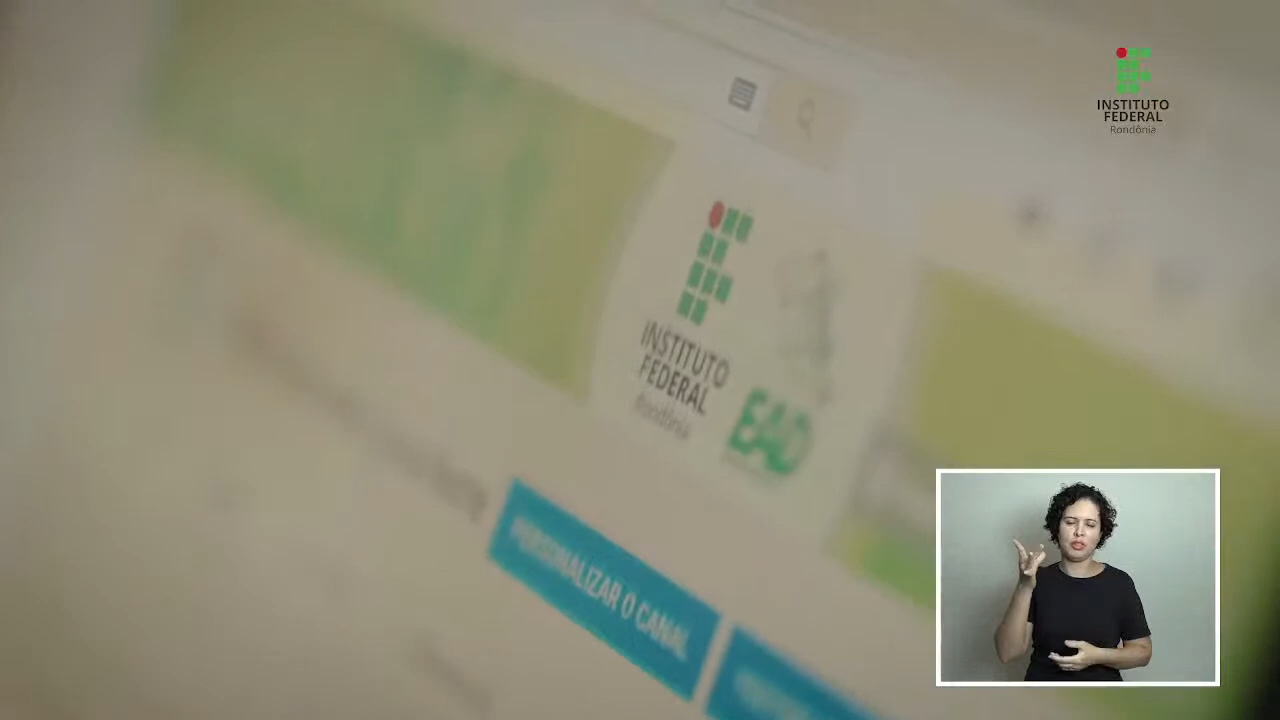 INSTITUTO
FEDERAL
Rondônia
INSTITUTO
FEDERAL
Rondônia
EAD
PERSONALIZAR O CANAL